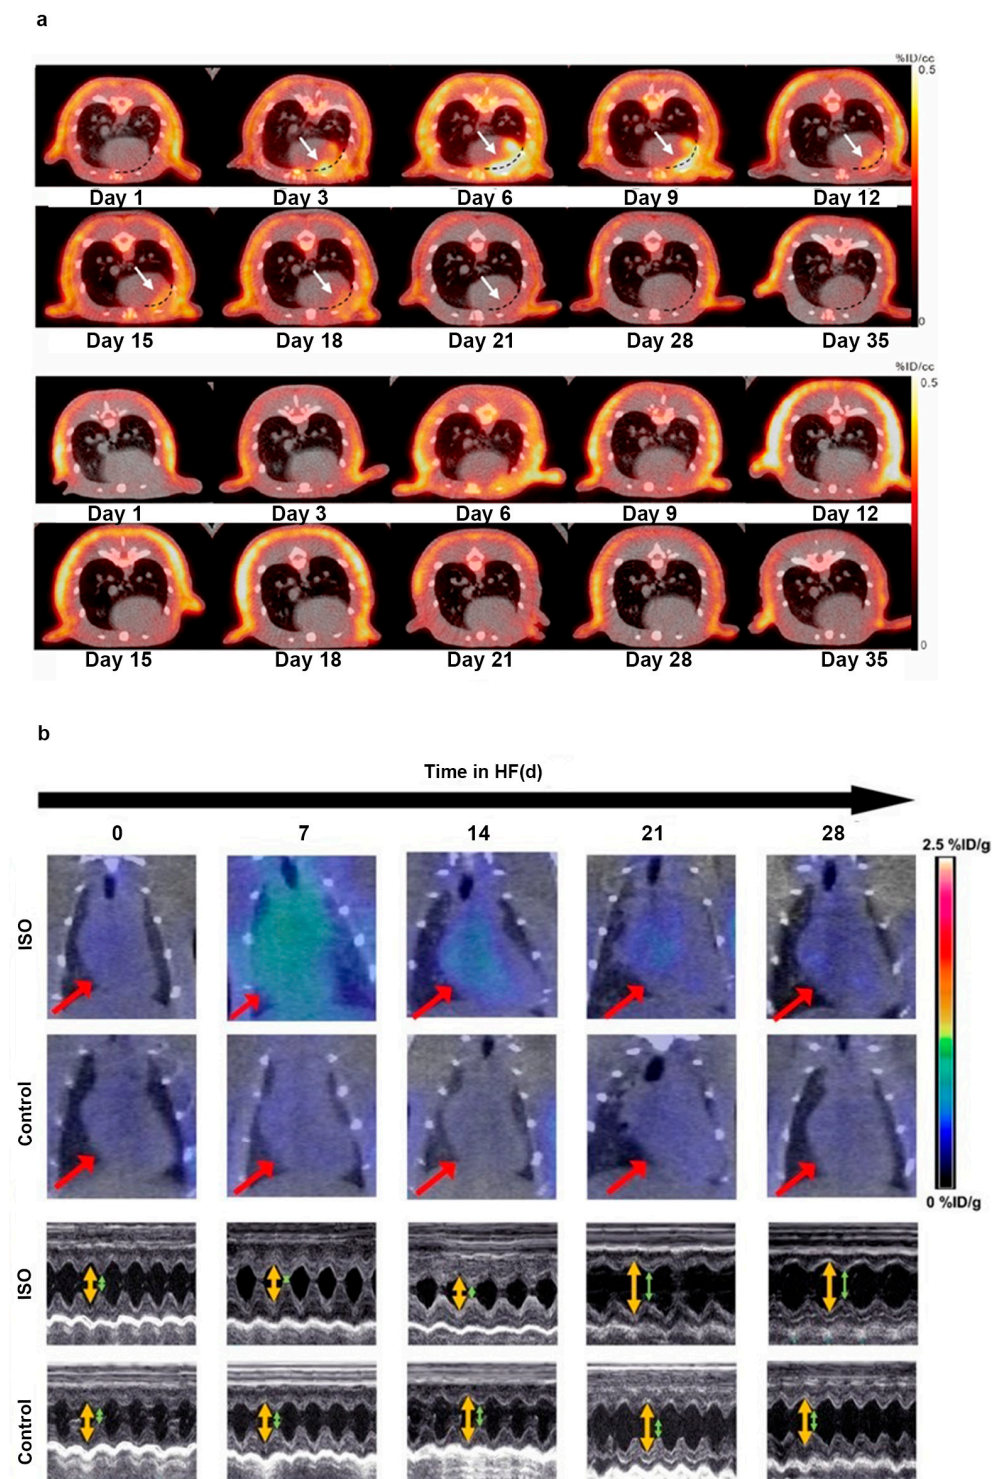 a
%ID/cc
0.5
Day 1 Day 3 Day 6 Day 9 Day 12
0
Day 15 Day 18 Day 21 Day 28 Day 35
%ID/cc
0.5
Day 1 Day 3 Day 6 Day 9 Day 12
0
Day 15 Day 18 Day 21 Day 28 Day 35
b
Time in HF(d)
0 7 14 21 28
2.5 %ID/g
ISO
Control
0 %ID/g
ISO
Control